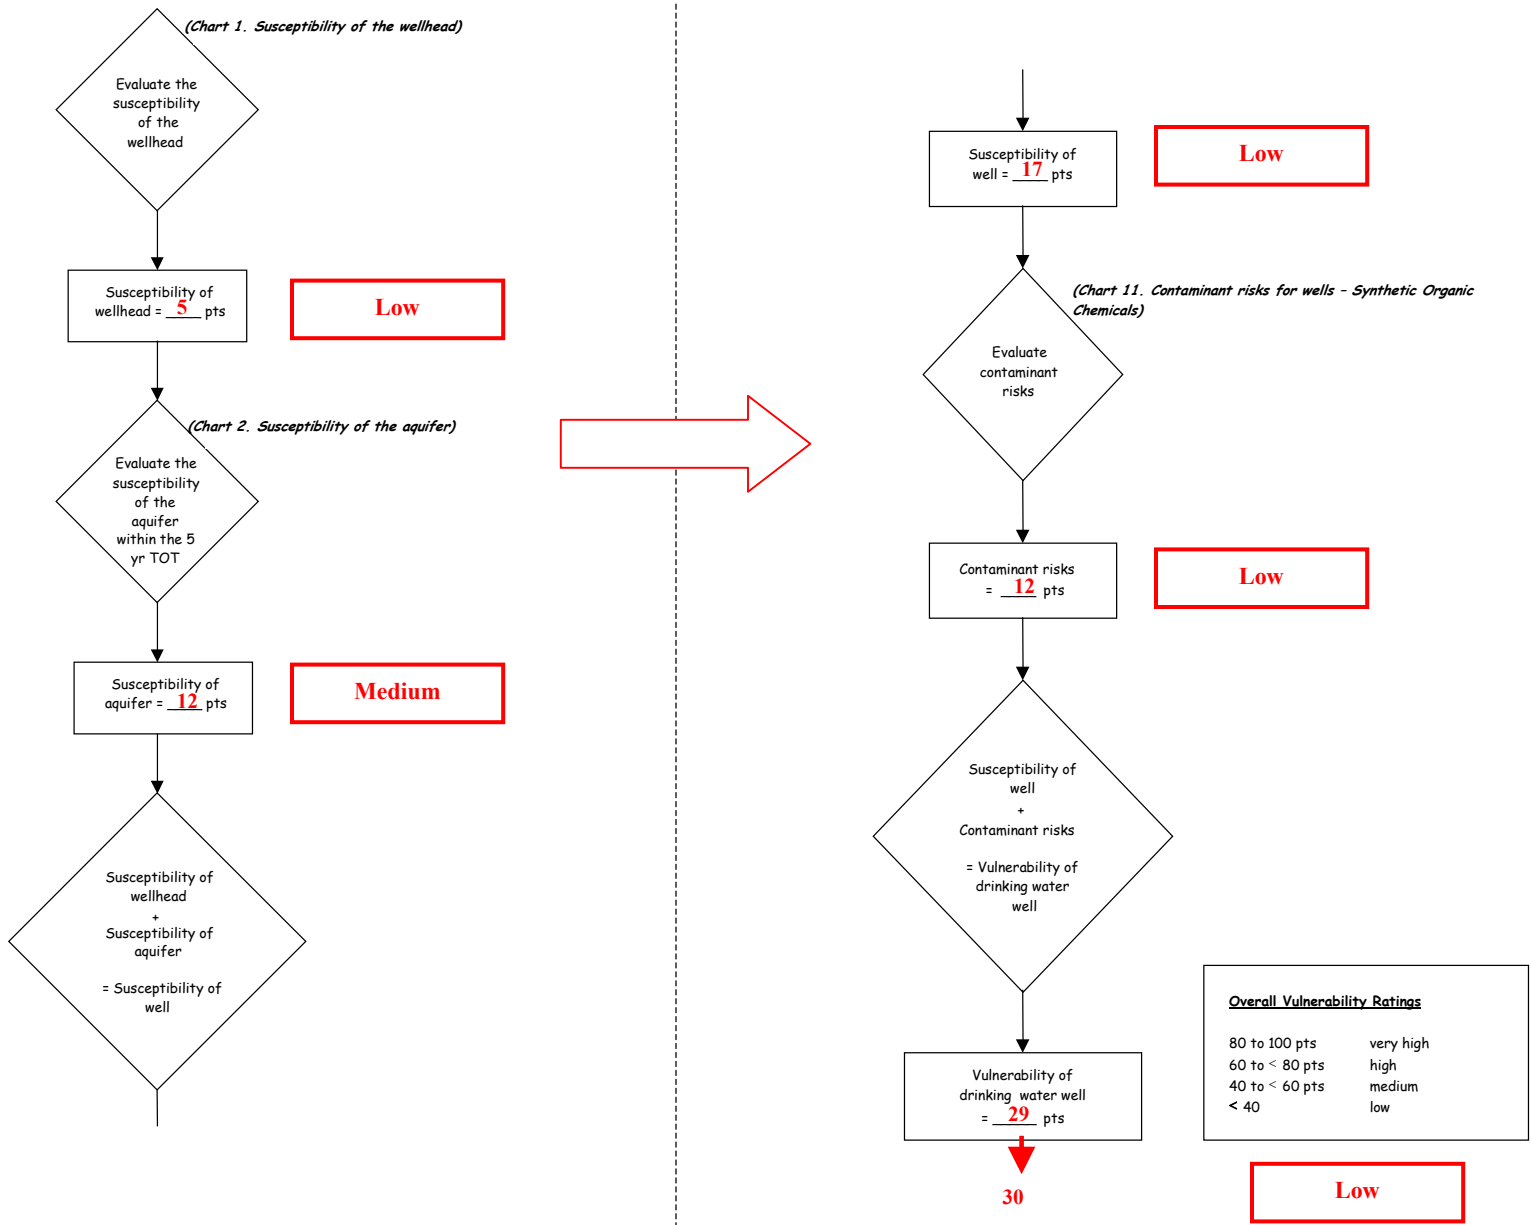 (Chart 1. Susceptibility of the wellhead)
Evaluate the
susceptibility
of the
wellhead
Susceptibility of
wellhead = 5 pts
Low
(Chart 2. Susceptibility of the aquifer)
Evaluate the
susceptibility
of the
aquifer
within the 5
yr TOT
Susceptibility of
aquifer = 12 pts
Medium
Susceptibility of
wellhead
+
Susceptibility of
aquifer
= Susceptibility of
well
Susceptibility of
well = 17 pts
Low
(Chart 11. Contaminant risks for wells – Synthetic Organic
Chemicals)
Evaluate
contaminant
risks
Contaminant risks
= 12 pts
Low
Susceptibility of
well
+
Contaminant risks
= Vulnerability of
drinking water
well
Vulnerability of
drinking water well
= 29 pts
30
Overall Vulnerability Ratings
80 to 100 pts very high
60 to < 80 pts high
40 to < 60 pts medium
< 40 low
Low